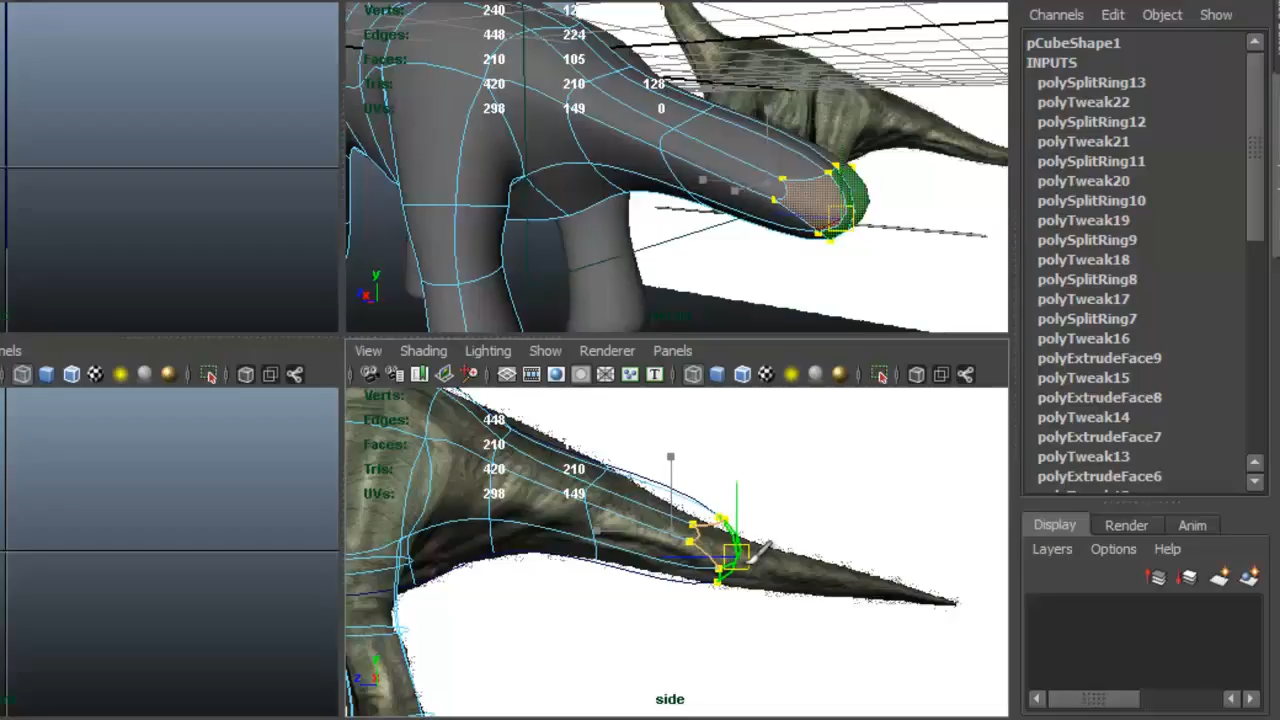 Channels Edit Object Show
pCubeShape1
INPUTS
polySplitRing13
polyTweak22
polySplitRing12
polyTweak21
polySplitRing11
polyTweak20
polySplitRing10
polyTweak19
polySplitRing9
polyTweak18
polySplitRing8
polyTweak17
polySplitRing7
polyTweak16
polyExtrudeFace9
polyTweak15
polyExtrudeFace8
polyTweak14
polyExtrudeFace7
polyTweak13
polyExtrudeFace6
Verts: 240
Edges: 448 224
Faces: 210 105
Tris: 420 210 128
UVs: 298 149 0
y
x
nels
View Shading Lighting Show Renderer Panels
T
Verts:
Edges: 448
Faces: 210
Tris: 420 210
UVs: 298 149
y
z x
side
Display Render Anim
Layers Options Help